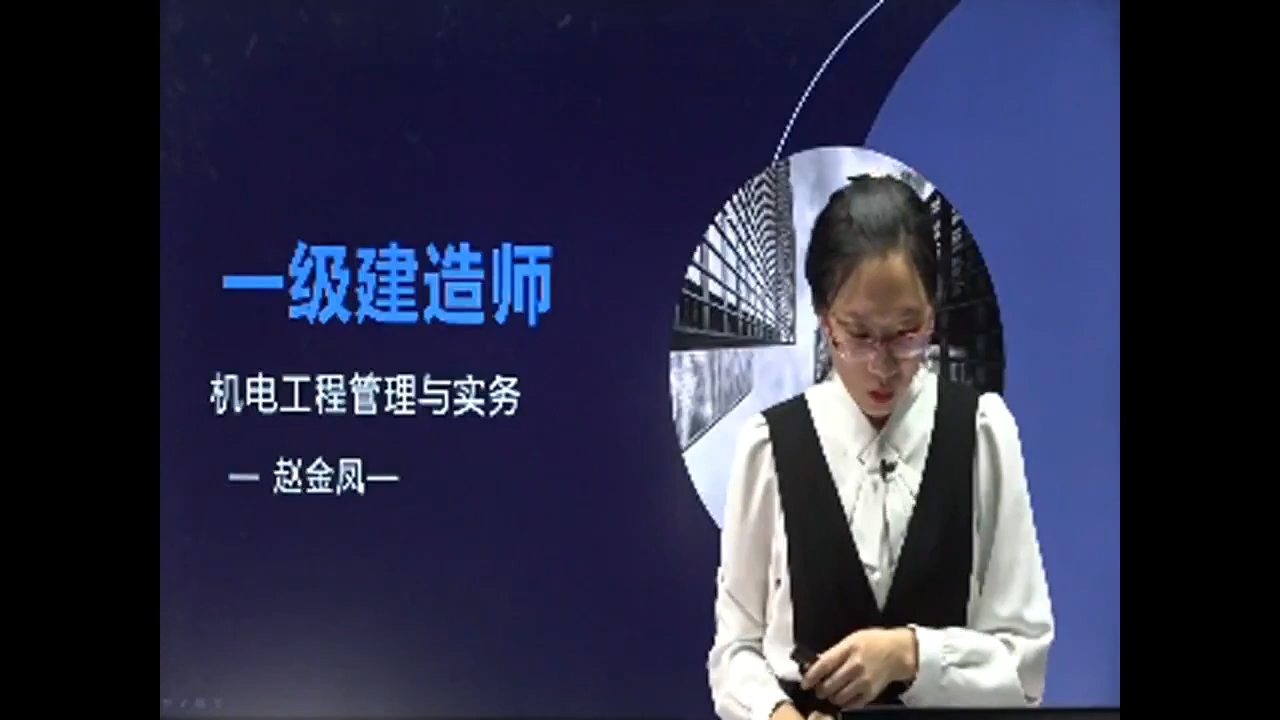 一级建造师
机电工程管理与实务
— 赵金凤—